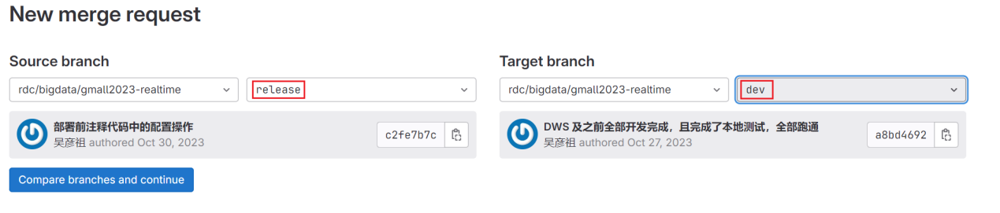 New merge request
Source branch
rdc/bigdata/gmall2023-realtime
release
部署前注释代码中的配置操作
吴彦祖 authored Oct 30, 2023
c2fe7b7c
Target branch
rdc/bigdata/gmall2023-realtime
dev
DWS 及之前全部开发完成，且完成了本地测试，全部跑通
吴彦祖 authored Oct 27, 2023
a8bd4692
Compare branches and continue